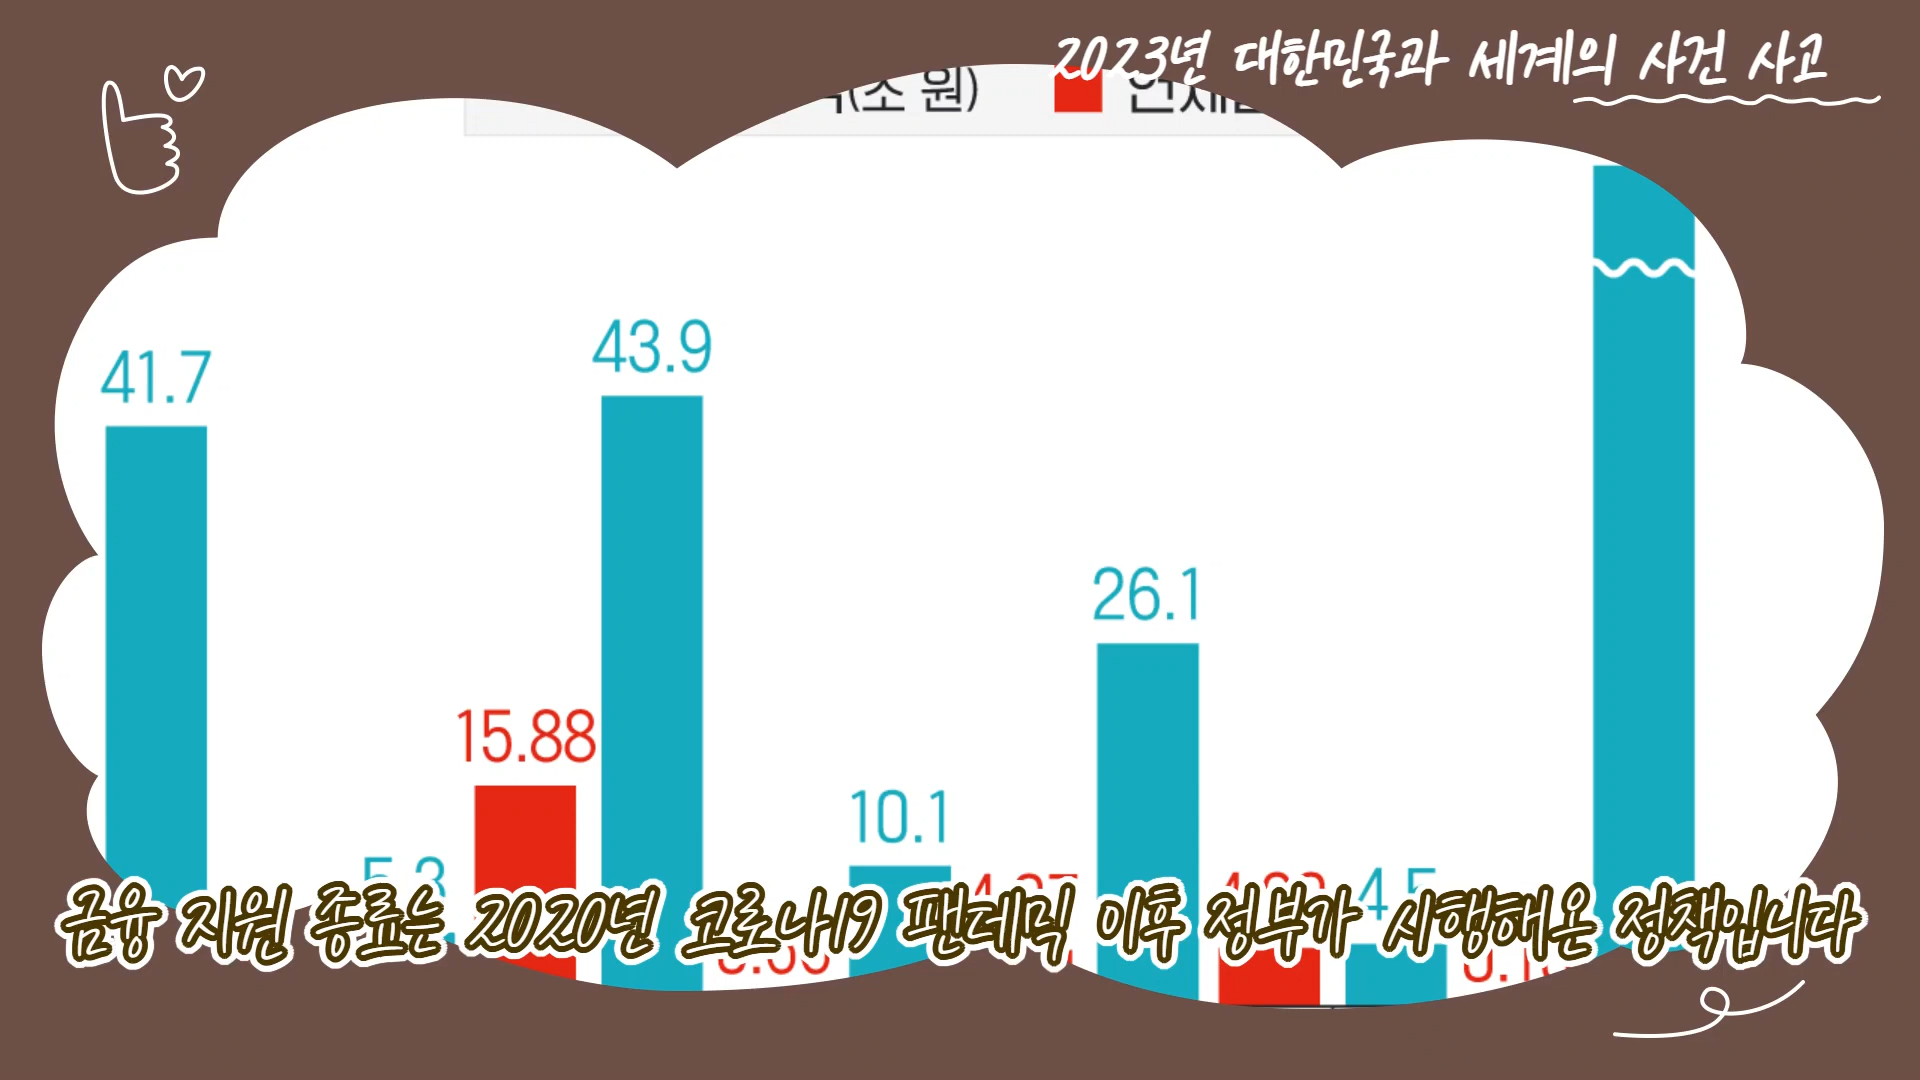 2023년 대한민국과 세계의 사건 사고
(조 원)
41.7
43.9
26.1
15.88
10.1
5.3
4.5
금융 지원 종료는 2020년 코로나19 팬데믹 이후 정부가 시행해온 정책입니다